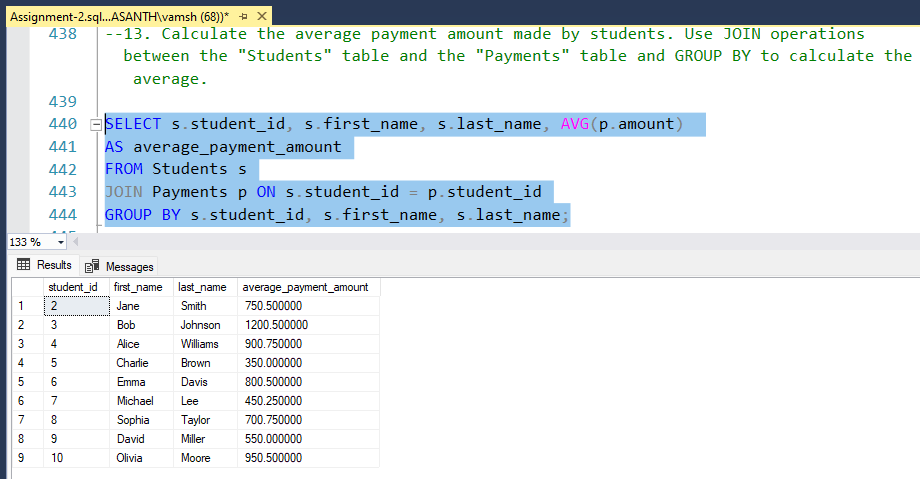 Assignment-2.sql...ASANTH\vamsh (68))*
438 --13. Calculate the average payment amount made by students. Use JOIN operations
between the "Students" table and the "Payments" table and GROUP BY to calculate the
average.
439
440 SELECT s.student_id, s.first_name, s.last_name, AVG(p.amount)
441 AS average_payment_amount
442 FROM Students s
443 JOIN Payments p ON s.student_id = p.student_id
444 GROUP BY s.student_id, s.first_name, s.last_name;
133 %
Results Messages
student_id first_name last_name average_payment_amount
1 2 Jane Smith 750.500000
2 3 Bob Johnson 1200.500000
3 4 Alice Williams 900.750000
4 5 Charlie Brown 350.000000
5 6 Emma Davis 800.500000
6 7 Michael Lee 450.250000
7 8 Sophia Taylor 700.750000
8 9 David Miller 550.000000
9 10 Olivia Moore 950.500000